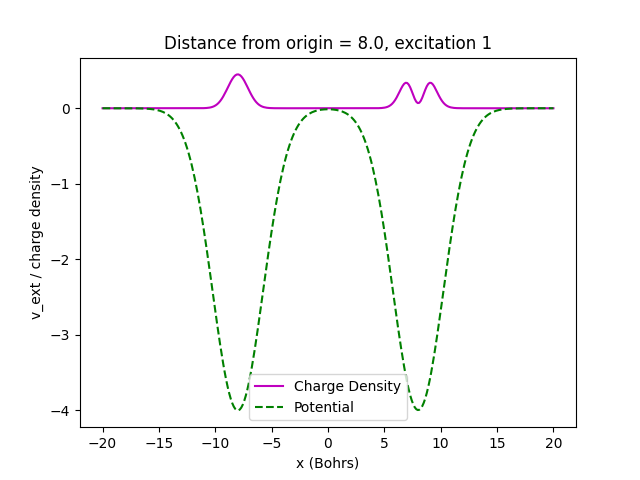 Distance from origin = 8.0, excitation 1
v_ext / charge density
0
−1
−2
−3
−4
Charge Density
Potential
−20
−15
−10
−5
0
5
10
15
20
x (Bohrs)